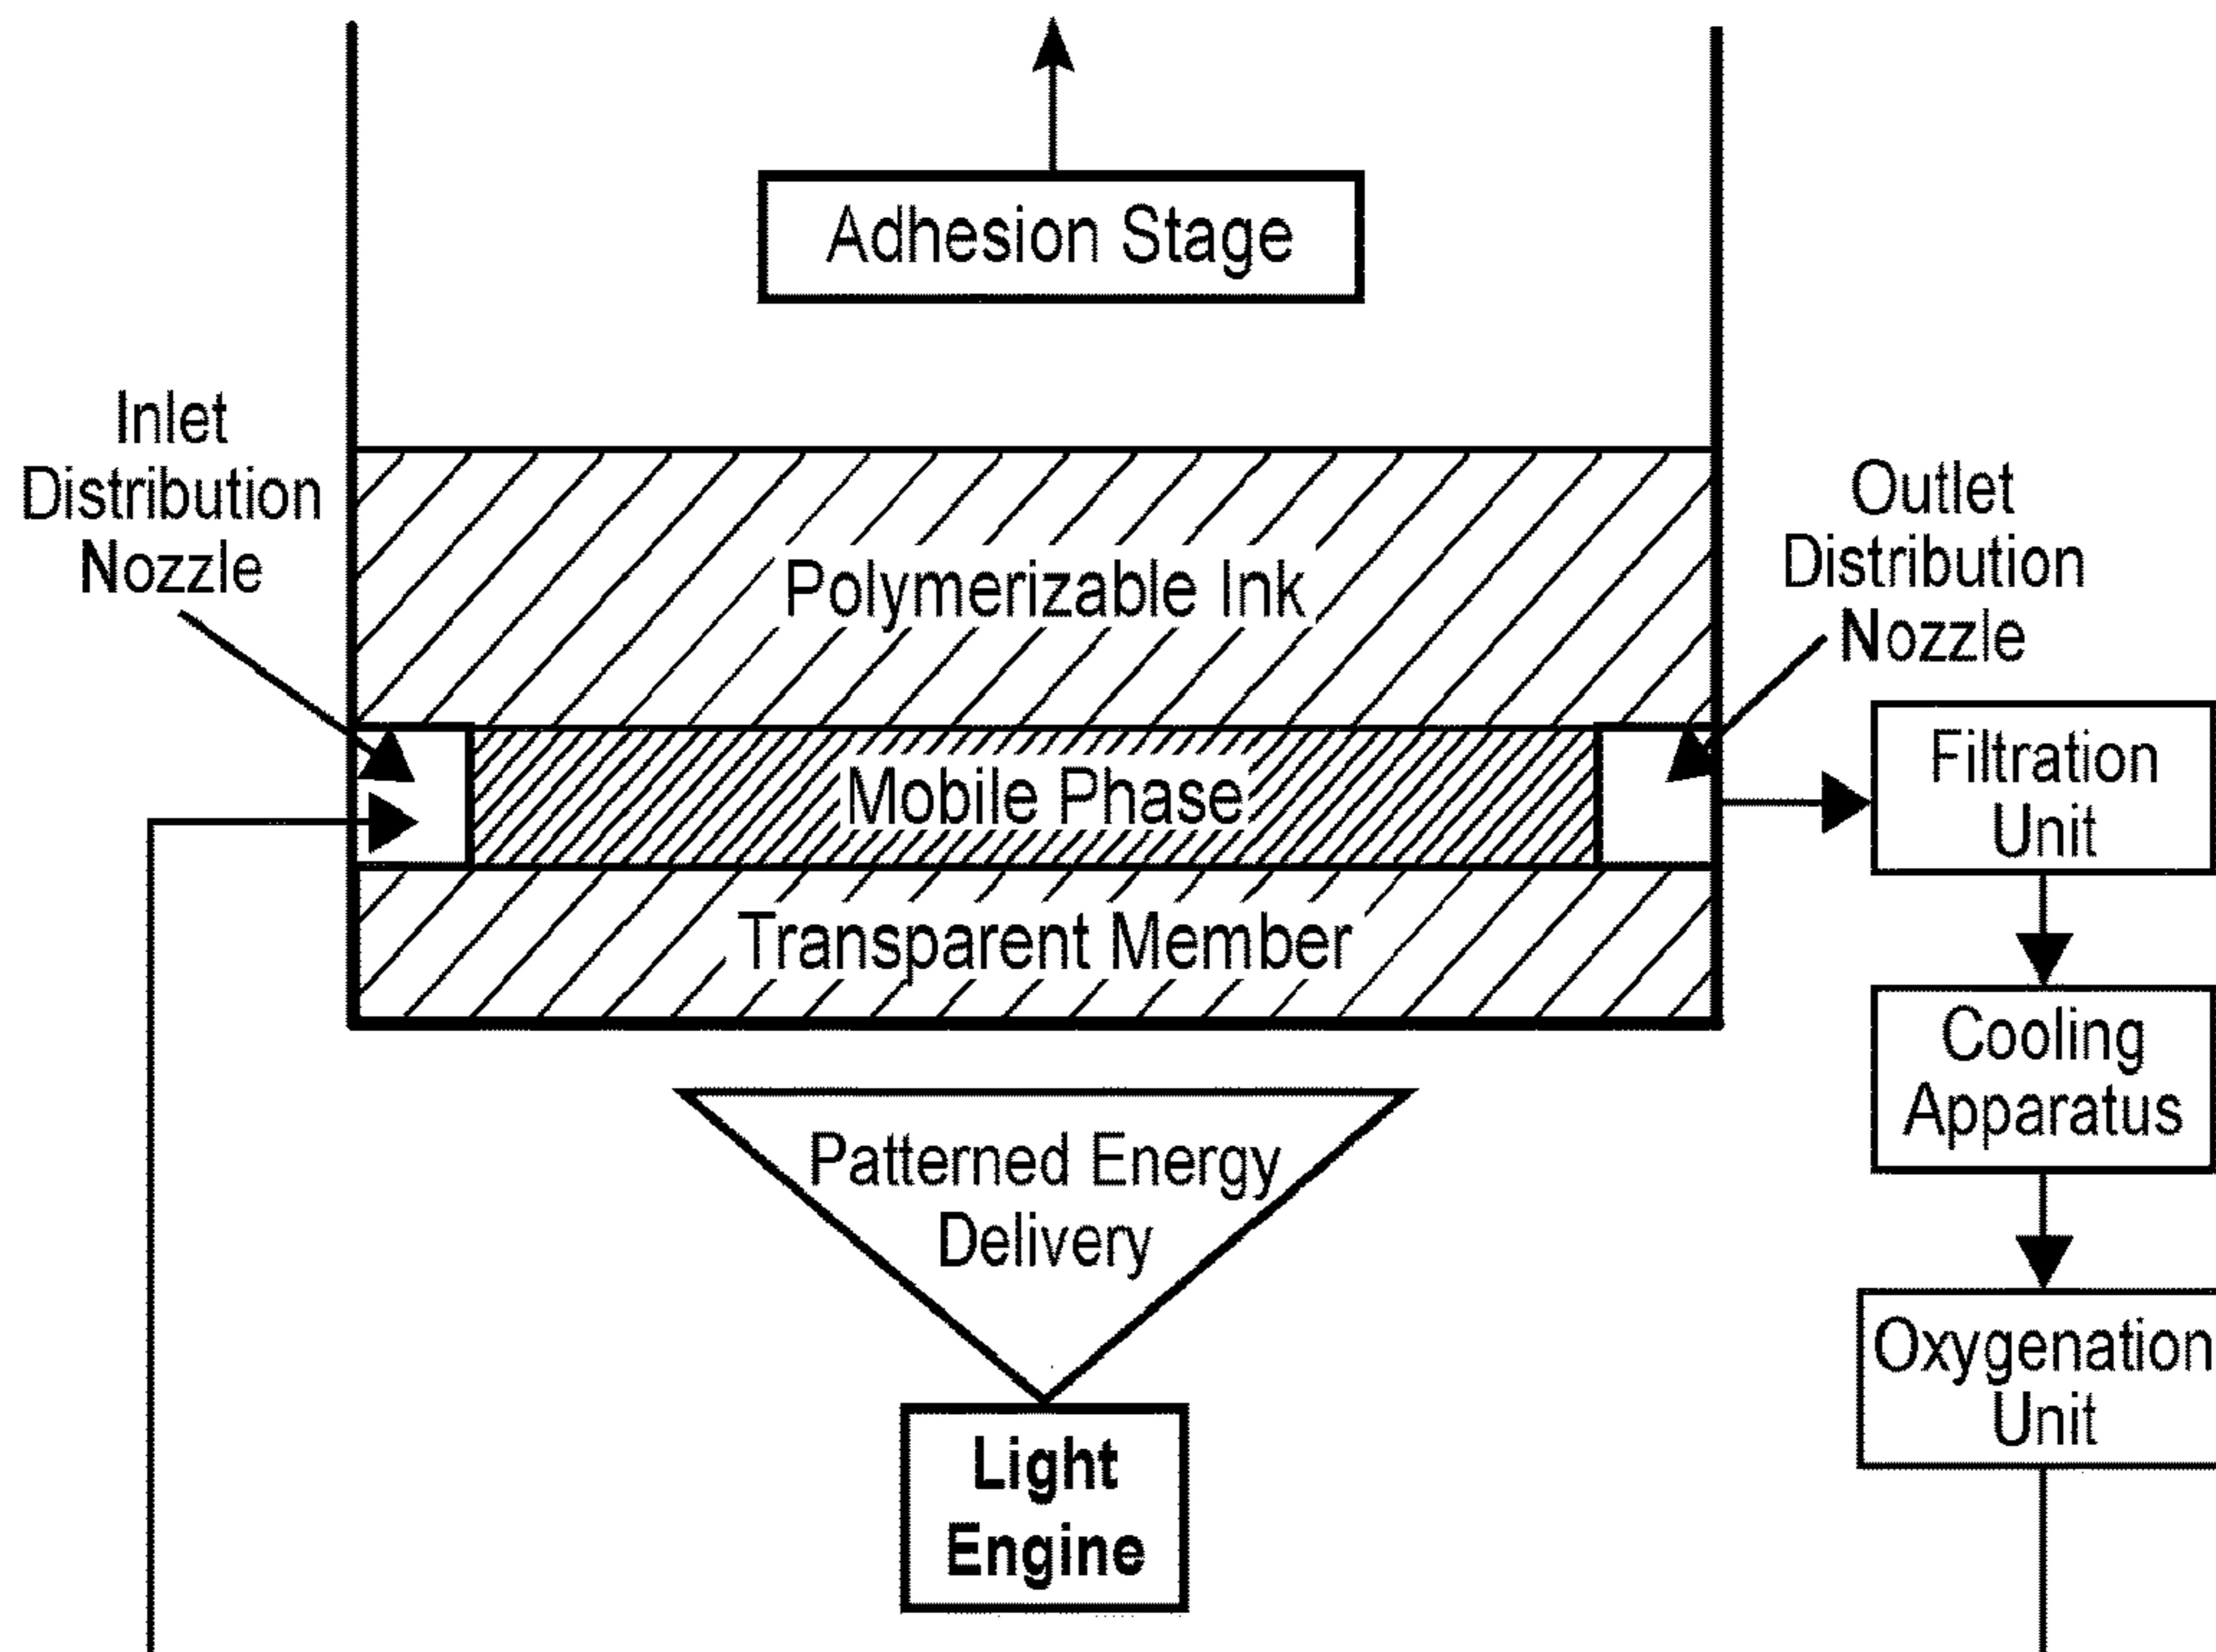 Adhesion Stage
Inlet
Distribution
Nozzle
Outlet
Distribution
Nozzle
Polymerizable Ink
Mobile Phase
Filtration
Unit
Transparent Member
Cooling
Apparatus
Patterned Energy
Delivery
Oxygenation
Unit
Light
Engine